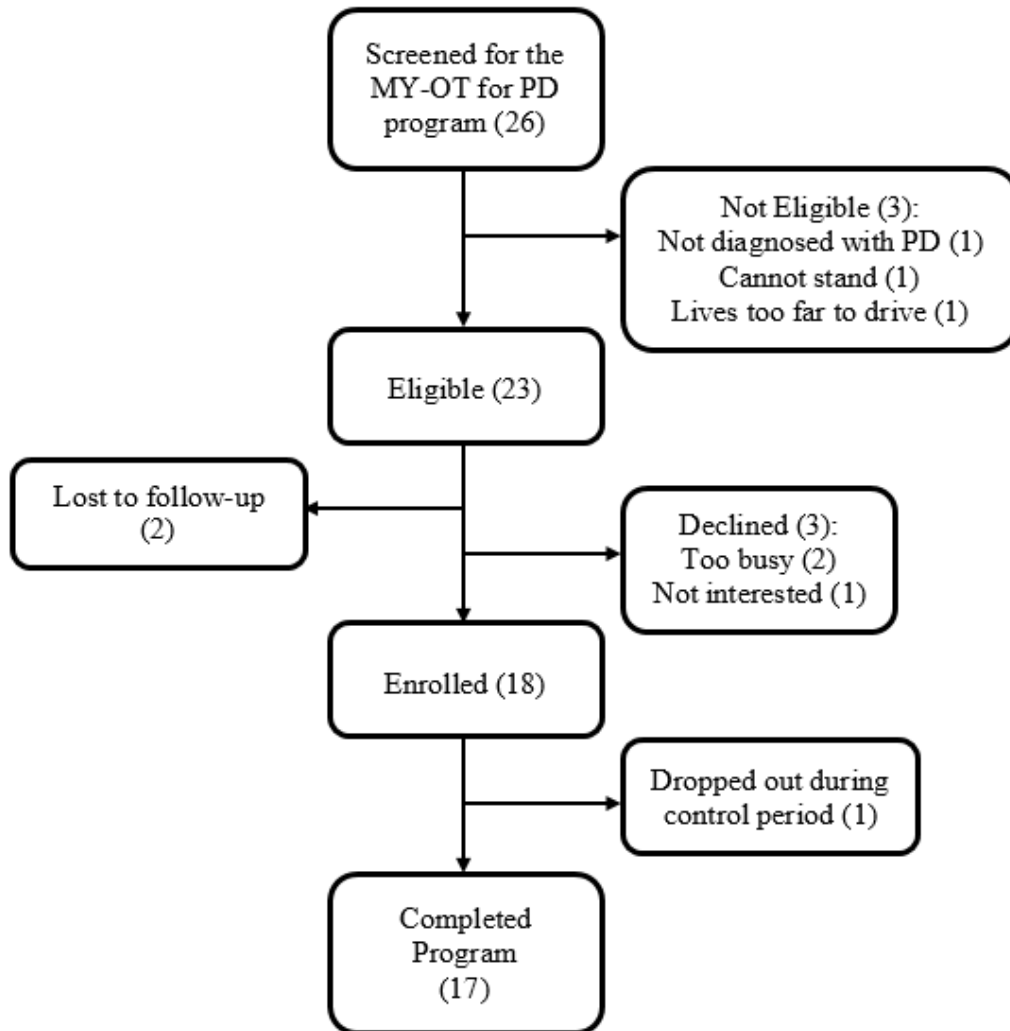 Screened for the
MY-OT for PD
program (26)
Not Eligible (3):
Not diagnosed with PD (1)
Cannot stand (1)
Lives too far to drive (1)
Eligible (23)
Lost to follow-up
(2)
Declined (3):
Too busy (2)
Not interested (1)
Enrolled (18)
Dropped out during
control period (1)
Completed
Program
(17)